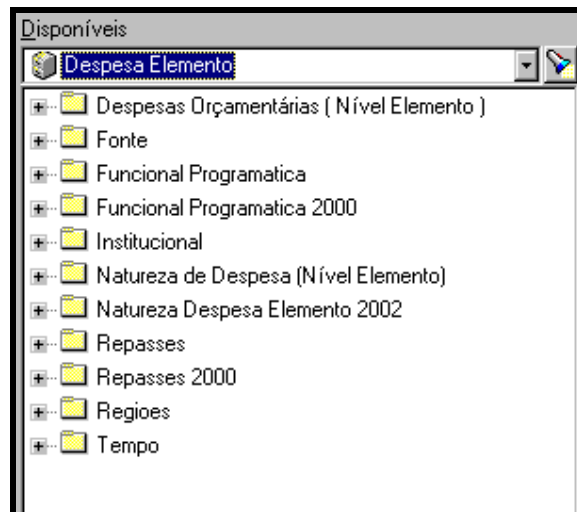 Disponíveis
Despesa Elemento
Despesas Orçamentárias ( Nível Elemento )
Fonte
Funcional Programatica
Funcional Programatica 2000
Institucional
Natureza de Despesa (Nível Elemento)
Natureza Despesa Elemento 2002
Repasses
Repasses 2000
Regioes
Tempo